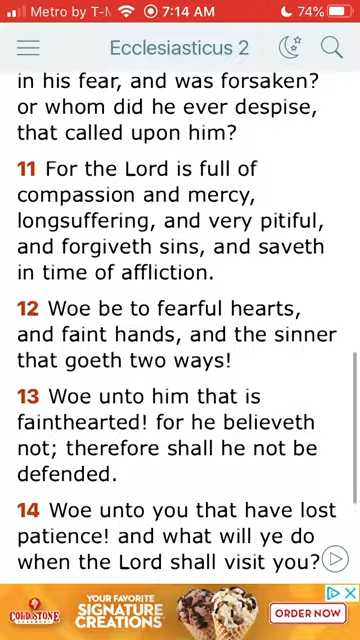 Metro by T-M 7:14 AM 74%
Ecclesiasticus 2
in his fear, and was forsaken?
or whom did he ever despise,
that called upon him?
11 For the Lord is full of
compassion and mercy,
longsuffering, and very pitiful,
and forgiveth sins, and saveth
in time of affliction.
12 Woe be to fearful hearts,
and faint hands, and the sinner
that goeth two ways!
13 Woe unto him that is
fainthearted! for he believeth
not; therefore shall he not be
defended.
14 Woe unto you that have lost
patience! and what will ye do
when the Lord shall visit you?
COLD STONE
YOUR FAVORITE
SIGNATURE
CREATIONS
ORDER NOW